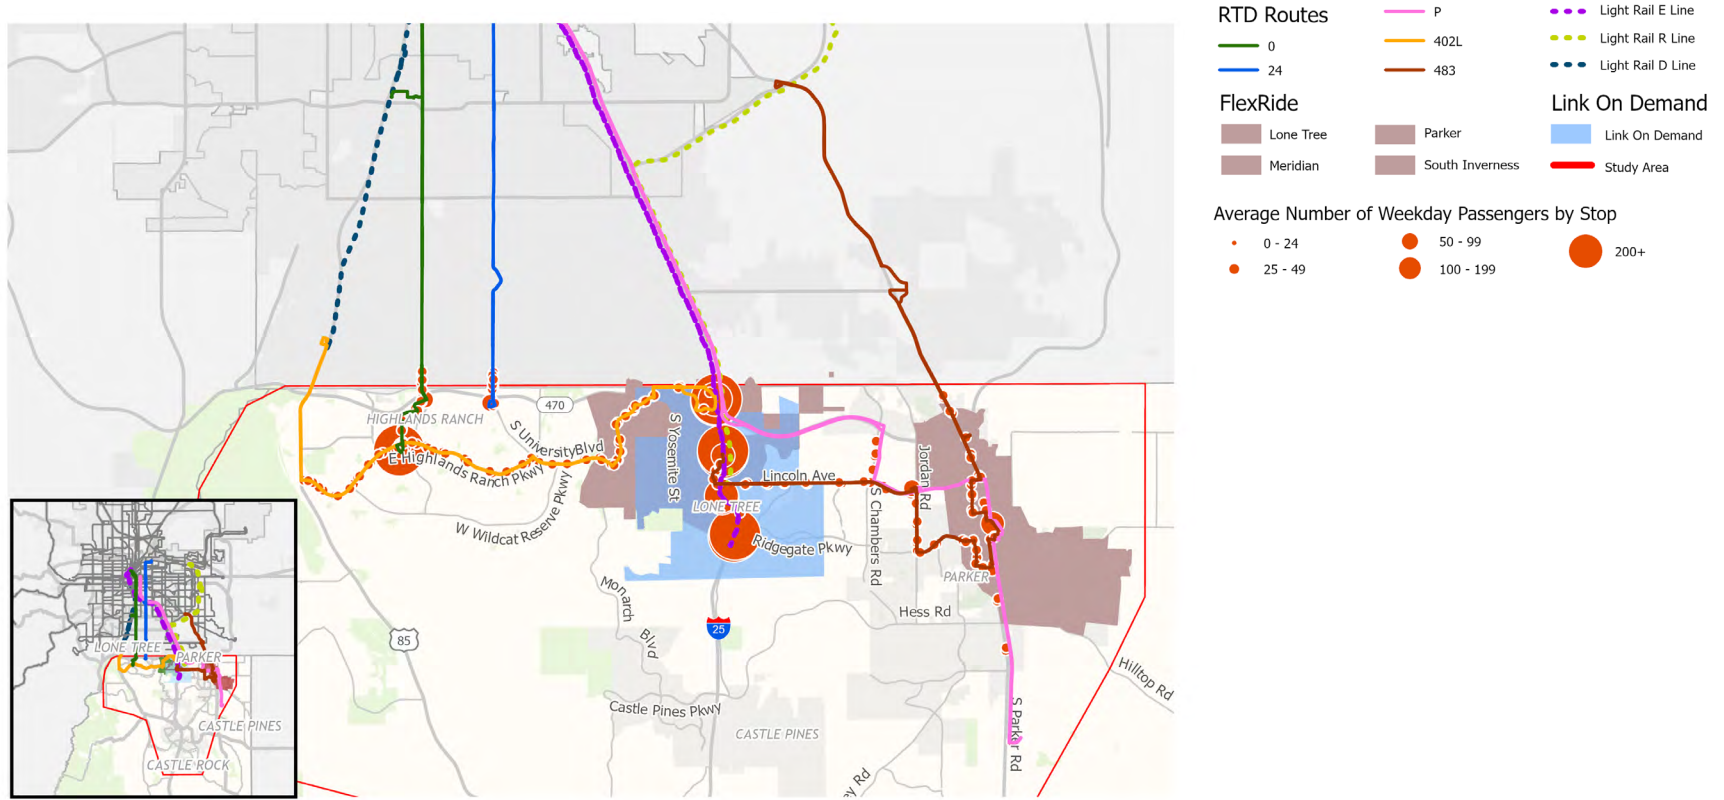 RTD Routes
0
24
P
402L
483
Light Rail E Line
Light Rail R Line
Light Rail D Line
FlexRide
Lone Tree
Meridian
Parker
South Inverness
Link On Demand
Link On Demand
Study Area
Average Number of Weekday Passengers by Stop
0 - 24
25 - 49
50 - 99
100 - 199
200+
HIGHLANDS RANCH
470
S University Blvd
E Highlands Ranch Pkwy
W Wildcat Reserve Pkwy
S Yosemite St
Lincoln Ave
Jordan Rd
S Chambers Rd
LONE TREE
Ridgegate Pkwy
PARKER
Monarch Blvd
Hess Rd
85
25
Hilltop Rd
Castle Pines Pkwy
CASTLE PINES
S Parker Rd
ey Rd
LONE TREE
PARKER
CASTLE PINES
CASTLE ROCK